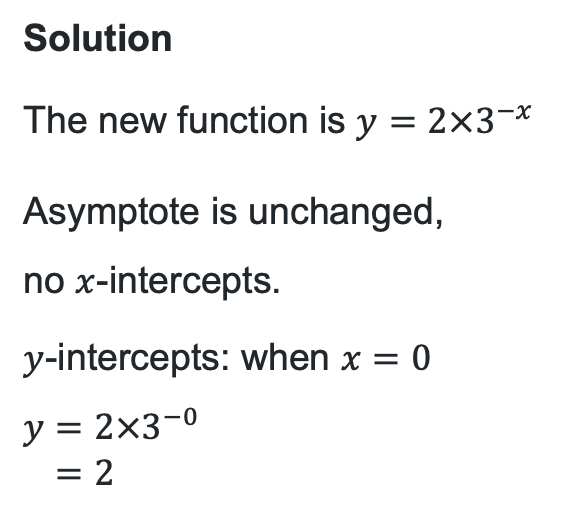 Solution
The new function is y = 2×3⁻ˣ
Asymptote is unchanged,
no x-intercepts.
y-intercepts: when x = 0
y = 2×3⁻⁰
= 2